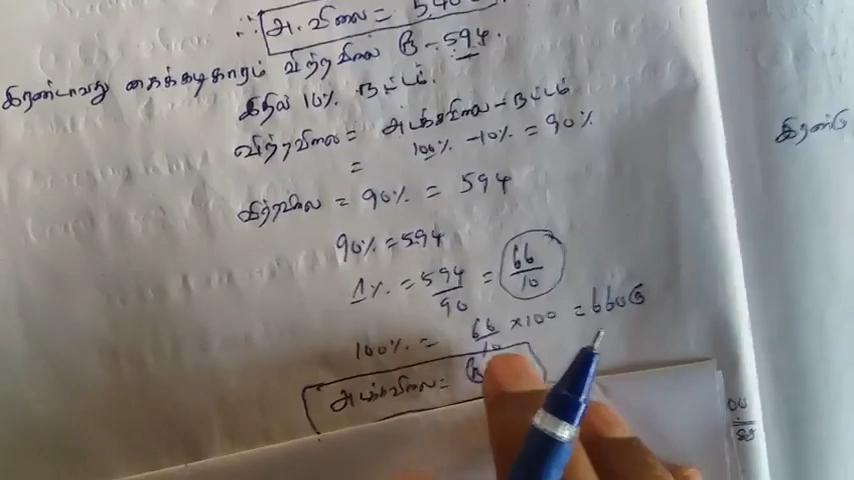 ∴ அ.விலை = 540
இரண்டாவது கைக்கடிகாரம் விற்றவிலை ரூ - 594.
இதில் 10% நட்டம்.
விற்றவிலை = அடக்கவிலை - நட்டம்
= 100% - 10% = 90%
விற்றவிலை = 90% = 594
90% = 594
1% = 594/90 = 66/10
100% = 66/10 × 100 = 660ரூ
அடக்கவிலை = ரூ
இரண்டு